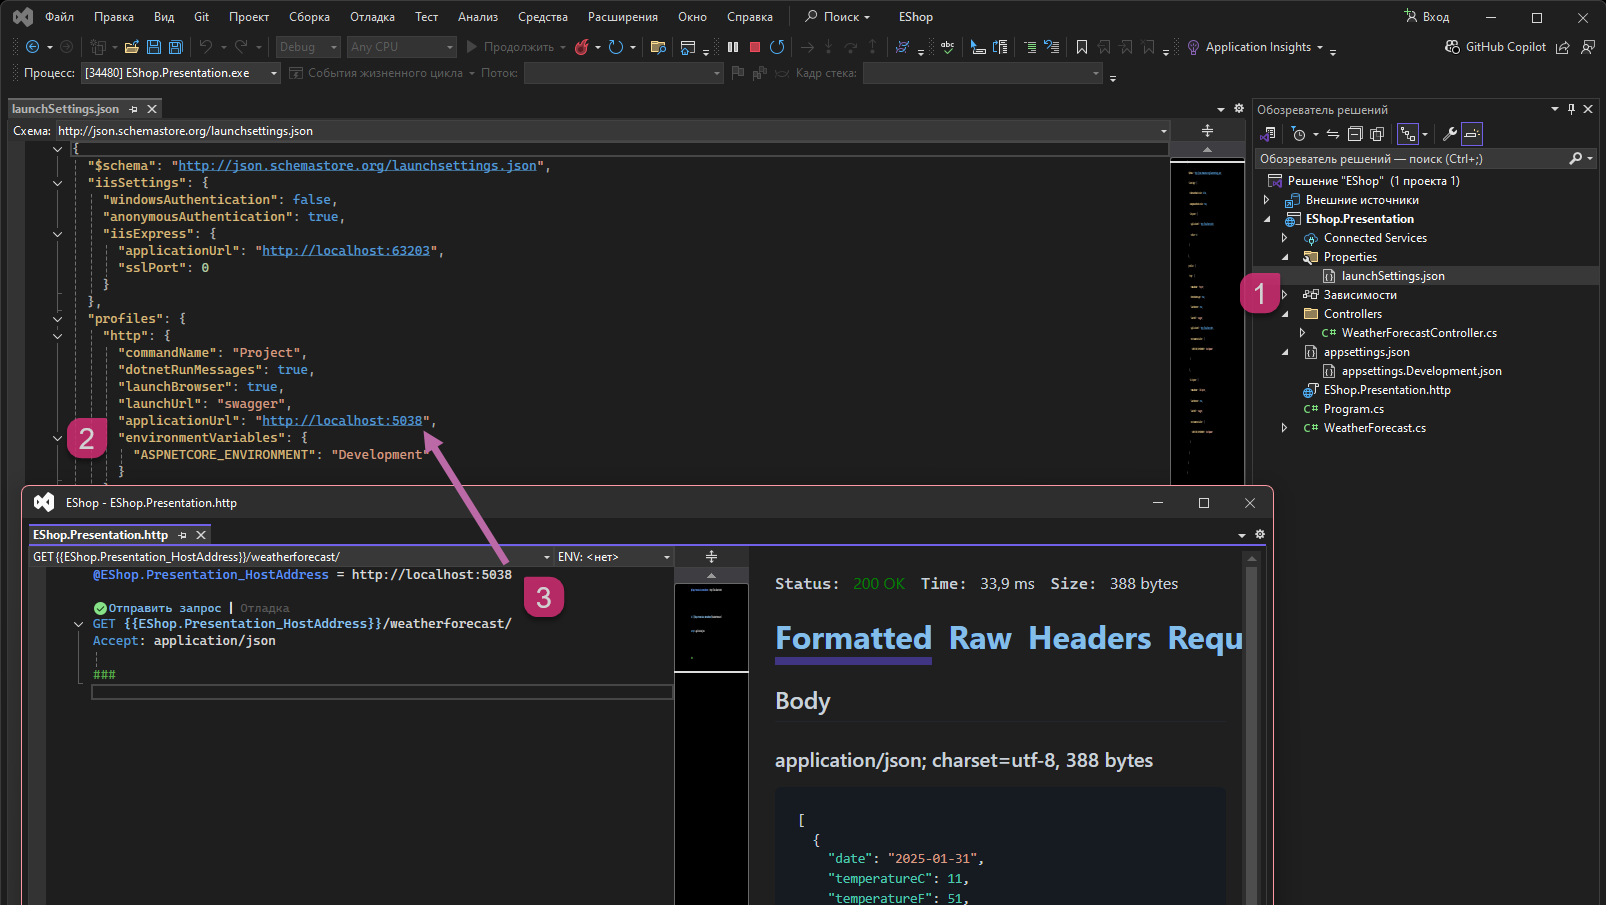 Файл Правка Вид Git Проект Сборка Отладка Тест Анализ Средства Расширения Окно Справка Поиск EShop Вход
Debug Any CPU Продолжить abc Application Insights GitHub Copilot
Процесс: [34480] EShop.Presentation.exe События жизненного цикла Поток: Кадр стека:
launchSettings.json
Схема: http://json.schemastore.org/launchsettings.json
{
"$schema": "http://json.schemastore.org/launchsettings.json",
"iisSettings": {
"windowsAuthentication": false,
"anonymousAuthentication": true,
"iisExpress": {
"applicationUrl": "http://localhost:63203",
"sslPort": 0
}
},
"profiles": {
"http": {
"commandName": "Project",
"dotnetRunMessages": true,
"launchBrowser": true,
"launchUrl": "swagger",
"applicationUrl": "http://localhost:5038",
"environmentVariables": {
"ASPNETCORE_ENVIRONMENT": "Development"
}
2
Обозреватель решений
Обозреватель решений — поиск (Ctrl+;)
Решение "EShop" (1 проекта 1)
Внешние источники
EShop.Presentation
Connected Services
Properties
launchSettings.json
1
Зависимости
Controllers
C# WeatherForecastController.cs
appsettings.json
appsettings.Development.json
EShop.Presentation.http
C# Program.cs
C# WeatherForecast.cs
EShop - EShop.Presentation.http
EShop.Presentation.http
GET {{EShop.Presentation_HostAddress}}/weatherforecast/ ENV: <нет>
@EShop.Presentation_HostAddress = http://localhost:5038
3
Отправить запрос | Отладка
GET {{EShop.Presentation_HostAddress}}/weatherforecast/
Accept: application/json
###
Status: 200 OK Time: 33,9 ms Size: 388 bytes
Formatted Raw Headers Requ
Body
application/json; charset=utf-8, 388 bytes
[
{
"date": "2025-01-31",
"temperatureC": 11,
"temperatureF": 51,